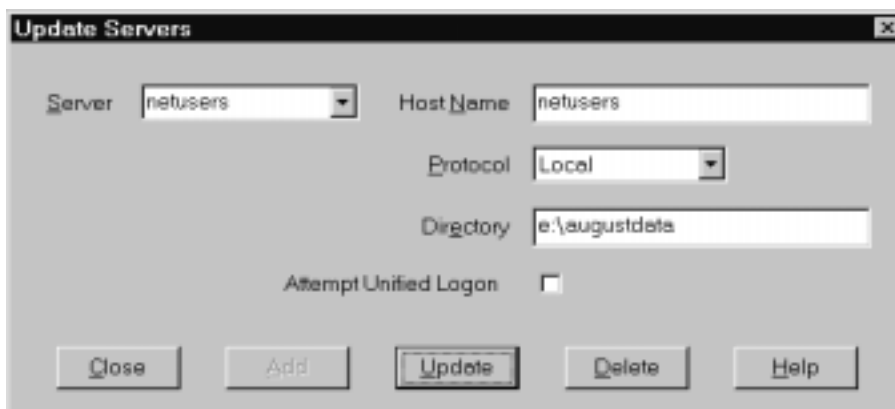 Update Servers
Server netusers Host Name netusers
Protocol Local
Directory e:\augustdata
Attempt Unified Logon
Close Add Update Delete Help